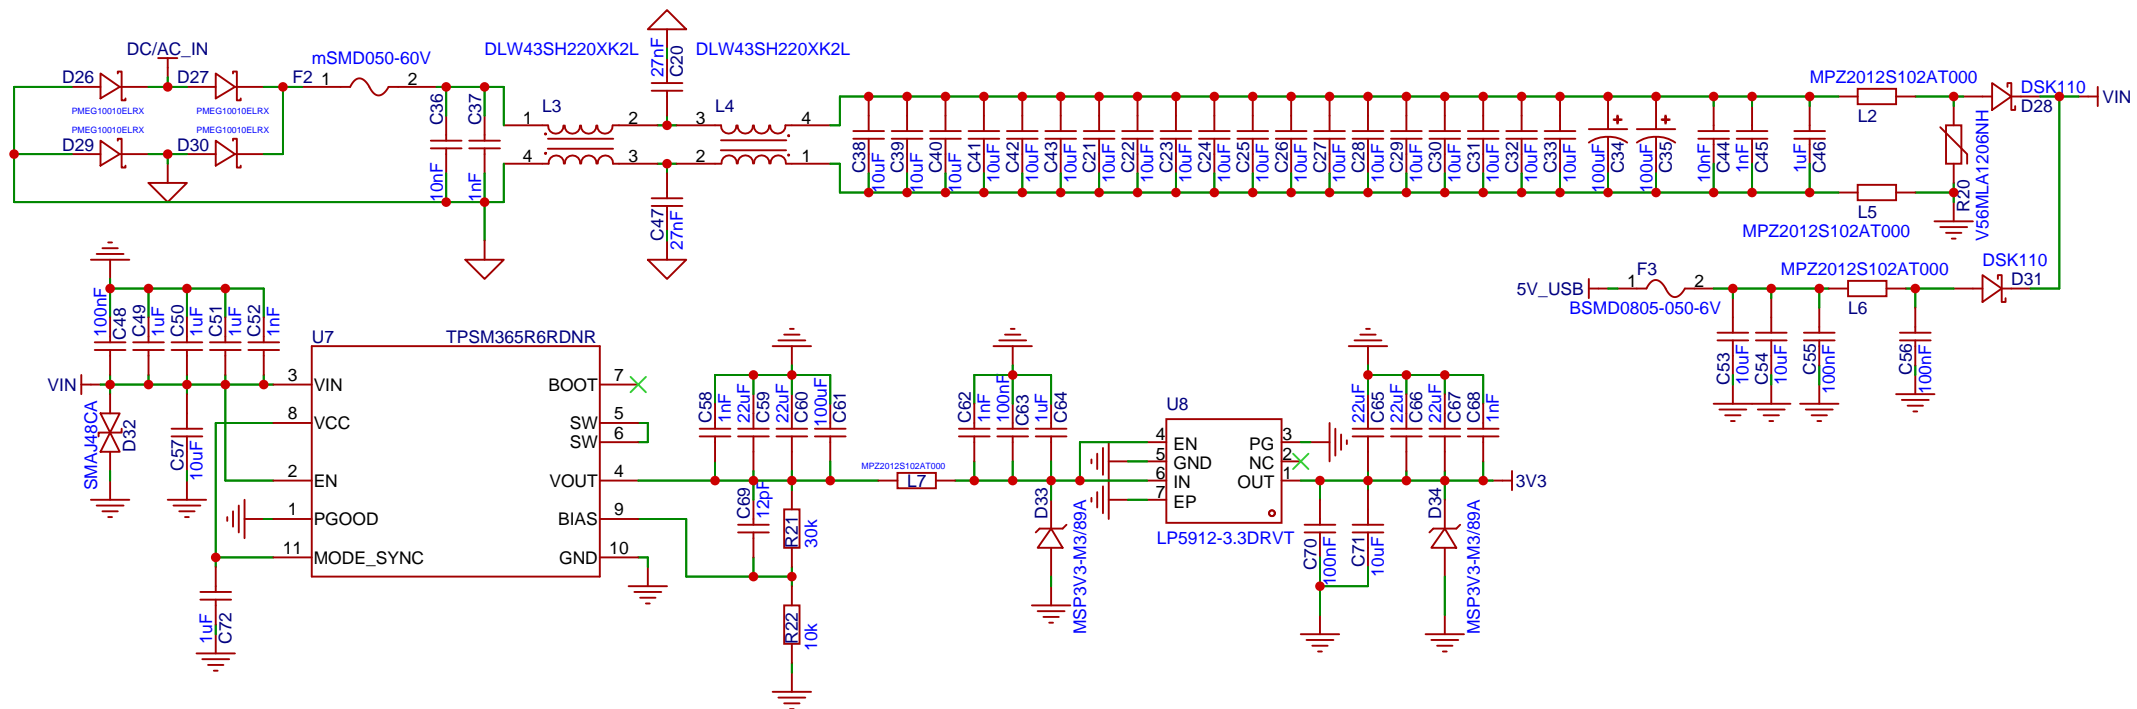 DC/AC_IN
mSMD050-60V
D26
D27
F2
1
2
PMEG10010ELRX
PMEG10010ELRX
PMEG10010ELRX
PMEG10010ELRX
D29
D30
C36
10nF
C37
1nF
DLW43SH220XK2L
L3
1
2
4
3
27nF
C20
DLW43SH220XK2L
L4
3
4
2
1
C47
27nF
C38
10uF
C39
10uF
C40
10uF
C41
10uF
C42
10uF
C43
10uF
C21
10uF
C22
10uF
C23
10uF
C24
10uF
C25
10uF
C26
10uF
C27
10uF
C28
10uF
C29
10uF
C30
10uF
C31
10uF
C32
10uF
C33
10uF
100uF
C34
+
100uF
C35
+
10nF
C44
1nF
C45
1uF
C46
MPZ2012S102AT000
L2
L5
MPZ2012S102AT000
R20
V56MLA1206NH
DSK110
D28
VIN
5V_USB
F3
1
2
BSMD0805-050-6V
C53
10uF
C54
10uF
C55
100nF
MPZ2012S102AT000
L6
C56
100nF
DSK110
D31
100nF
C48
C49
1uF
C50
1uF
C51
1uF
C52
1nF
VIN
SMAJ48CA
D32
C57
10uF
1uF
C72
U7
TPSM365R6RDNR
3
VIN
8
VCC
2
EN
1
PGOOD
11
MODE_SYNC
BOOT
7
SW
5
SW
6
VOUT
4
BIAS
9
GND
10
C58
1nF
22uF
C59
22uF
C60
100uF
C61
C69
12pF
R21
30k
R22
10k
MPZ2012S102AT000
L7
C62
1nF
100nF
C63
1uF
C64
D33
MSP3V3-M3/89A
U8
4
EN
5
GND
6
IN
7
EP
PG
3
NC
2
OUT
1
LP5912-3.3DRVT
22uF
C65
22uF
C66
22uF
C67
C68
1nF
C70
100nF
C71
10uF
D34
MSP3V3-M3/89A
3V3